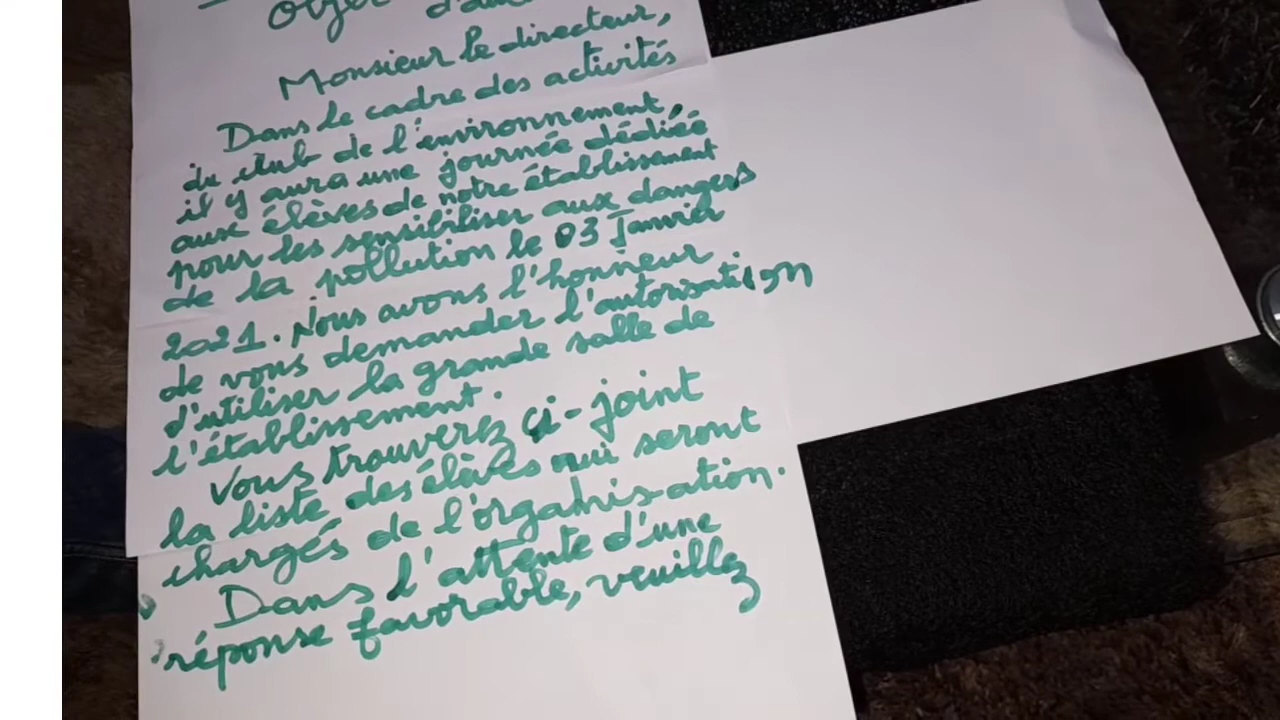 Objet
Monsieur le directeur,
Dans le cadre des activités
du club de l'environnement,
il y aura une journée dédiée
aux élèves de notre établissement
pour les sensibiliser aux dangers
de la pollution le 03 Janvier
2021. Nous avons l'honneur
de vous demander l'autorisation
d'utiliser la grande salle de
l'établissement.
Vous trouverez ci-joint
la liste des élèves qui seront
chargés de l'organisation.
Dans l'attente d'une
réponse favorable, veuillez